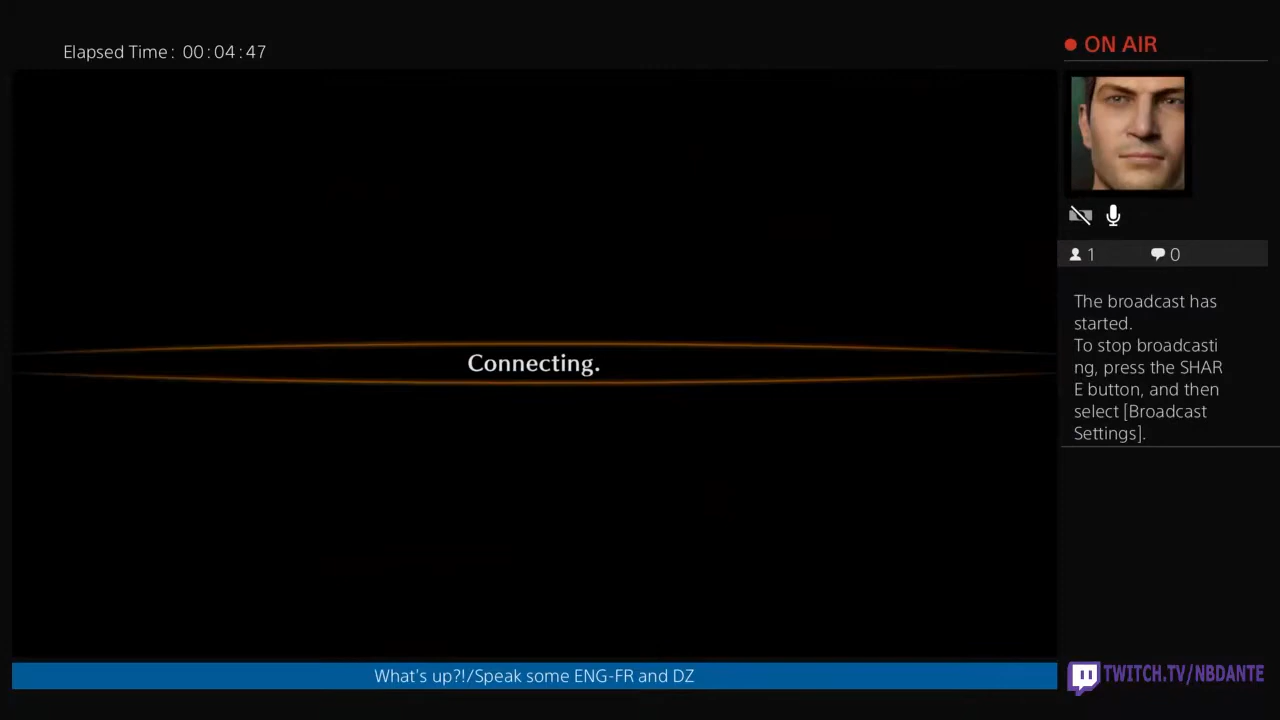 Elapsed Time: 00:04:47
ON AIR
1 0
The broadcast has
started.
To stop broadcasti
ng, press the SHAR
E button, and then
select [Broadcast
Settings].
Connecting.
What's up?!/Speak some ENG-FR and DZ
TWITCH.TV/NBDANTE